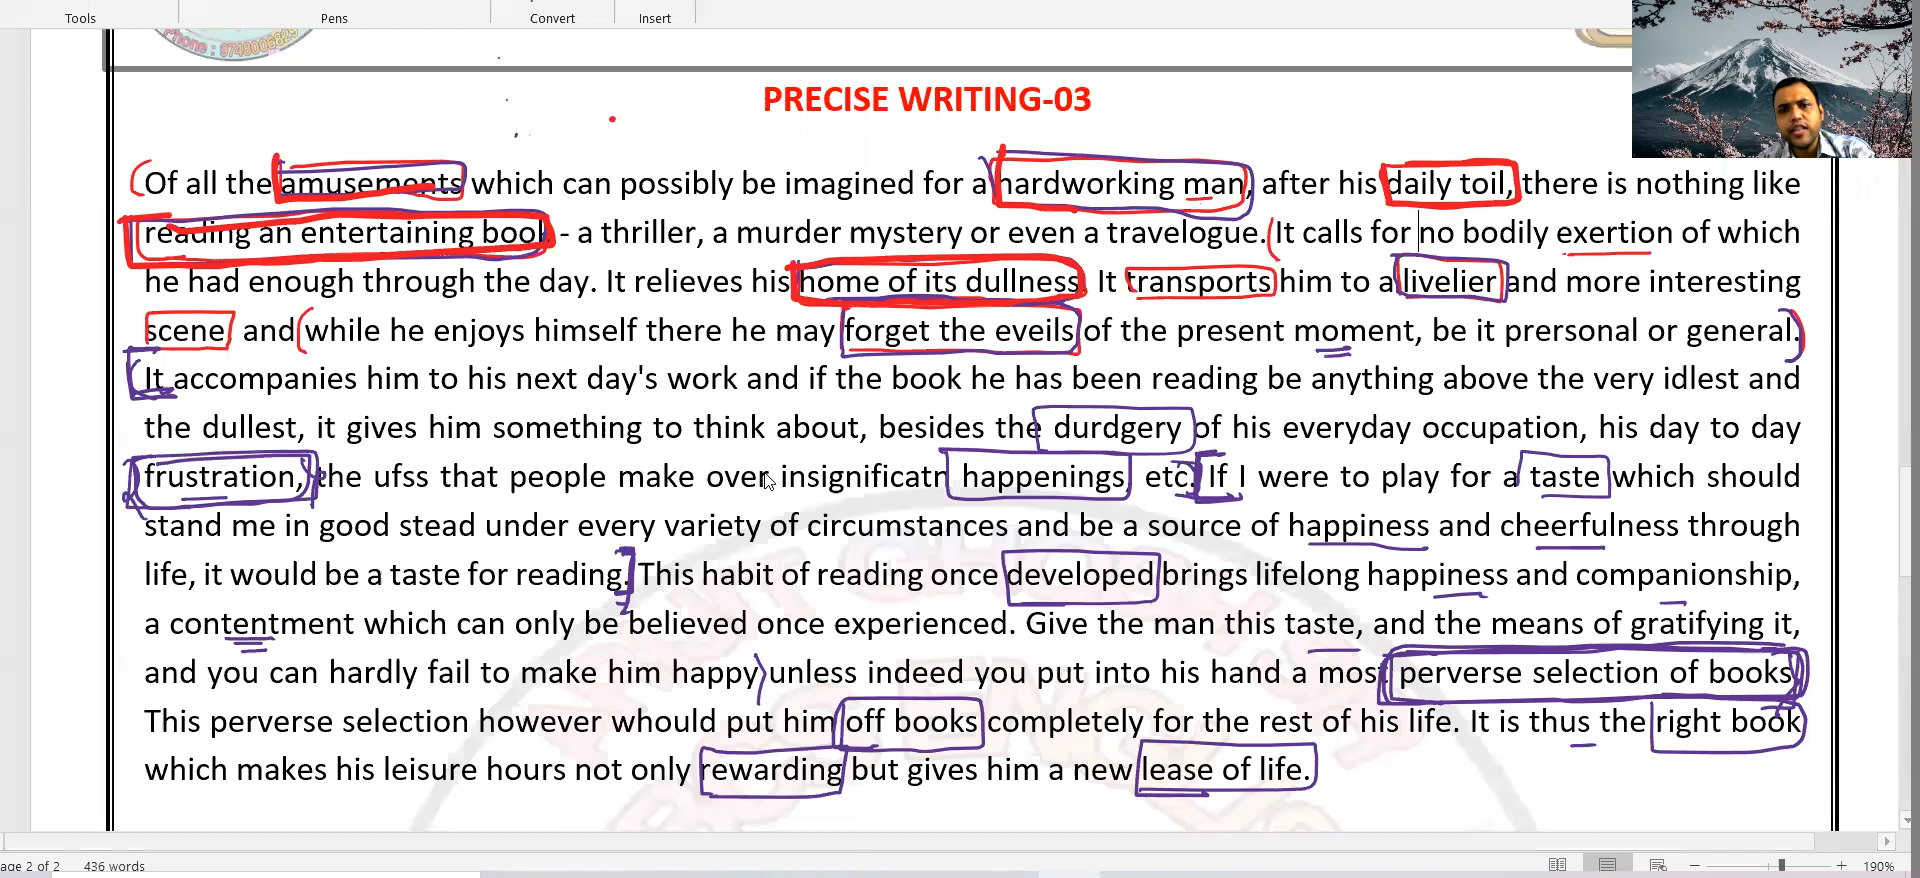 Tools Pens Convert Insert
Phone : 9748006825
PRECISE WRITING-03
Of all the amusements which can possibly be imagined for a hardworking man, after his daily toil, there is nothing like
reading an entertaining book - a thriller, a murder mystery or even a travelogue. It calls for no bodily exertion of which
he had enough through the day. It relieves his home of its dullness. It transports him to a livelier and more interesting
scene and while he enjoys himself there he may forget the eveils of the present moment, be it prersonal or general.
It accompanies him to his next day's work and if the book he has been reading be anything above the very idlest and
the dullest, it gives him something to think about, besides the durdgery of his everyday occupation, his day to day
frustration, the ufss that people make over insignificatn happenings, etc. If I were to play for a taste which should
stand me in good stead under every variety of circumstances and be a source of happiness and cheerfulness through
life, it would be a taste for reading. This habit of reading once developed brings lifelong happiness and companionship,
a contentment which can only be believed once experienced. Give the man this taste, and the means of gratifying it,
and you can hardly fail to make him happy unless indeed you put into his hand a most perverse selection of books.
This perverse selection however whould put him off books completely for the rest of his life. It is thus the right book
which makes his leisure hours not only rewarding but gives him a new lease of life.
age 2 of 2 436 words 190%